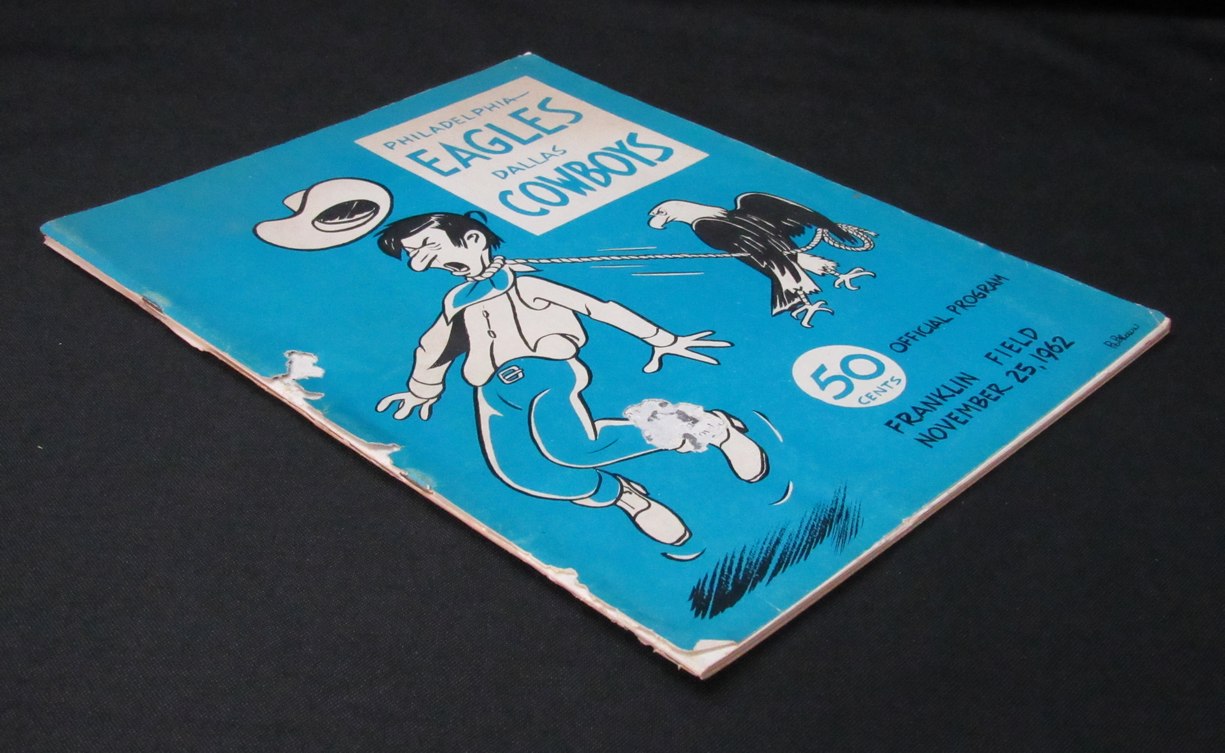 PHILADELPHIA—
EAGLES
DALLAS
COWBOYS
50
CENTS
OFFICIAL PROGRAM
FRANKLIN FIELD
NOVEMBER 25, 1962